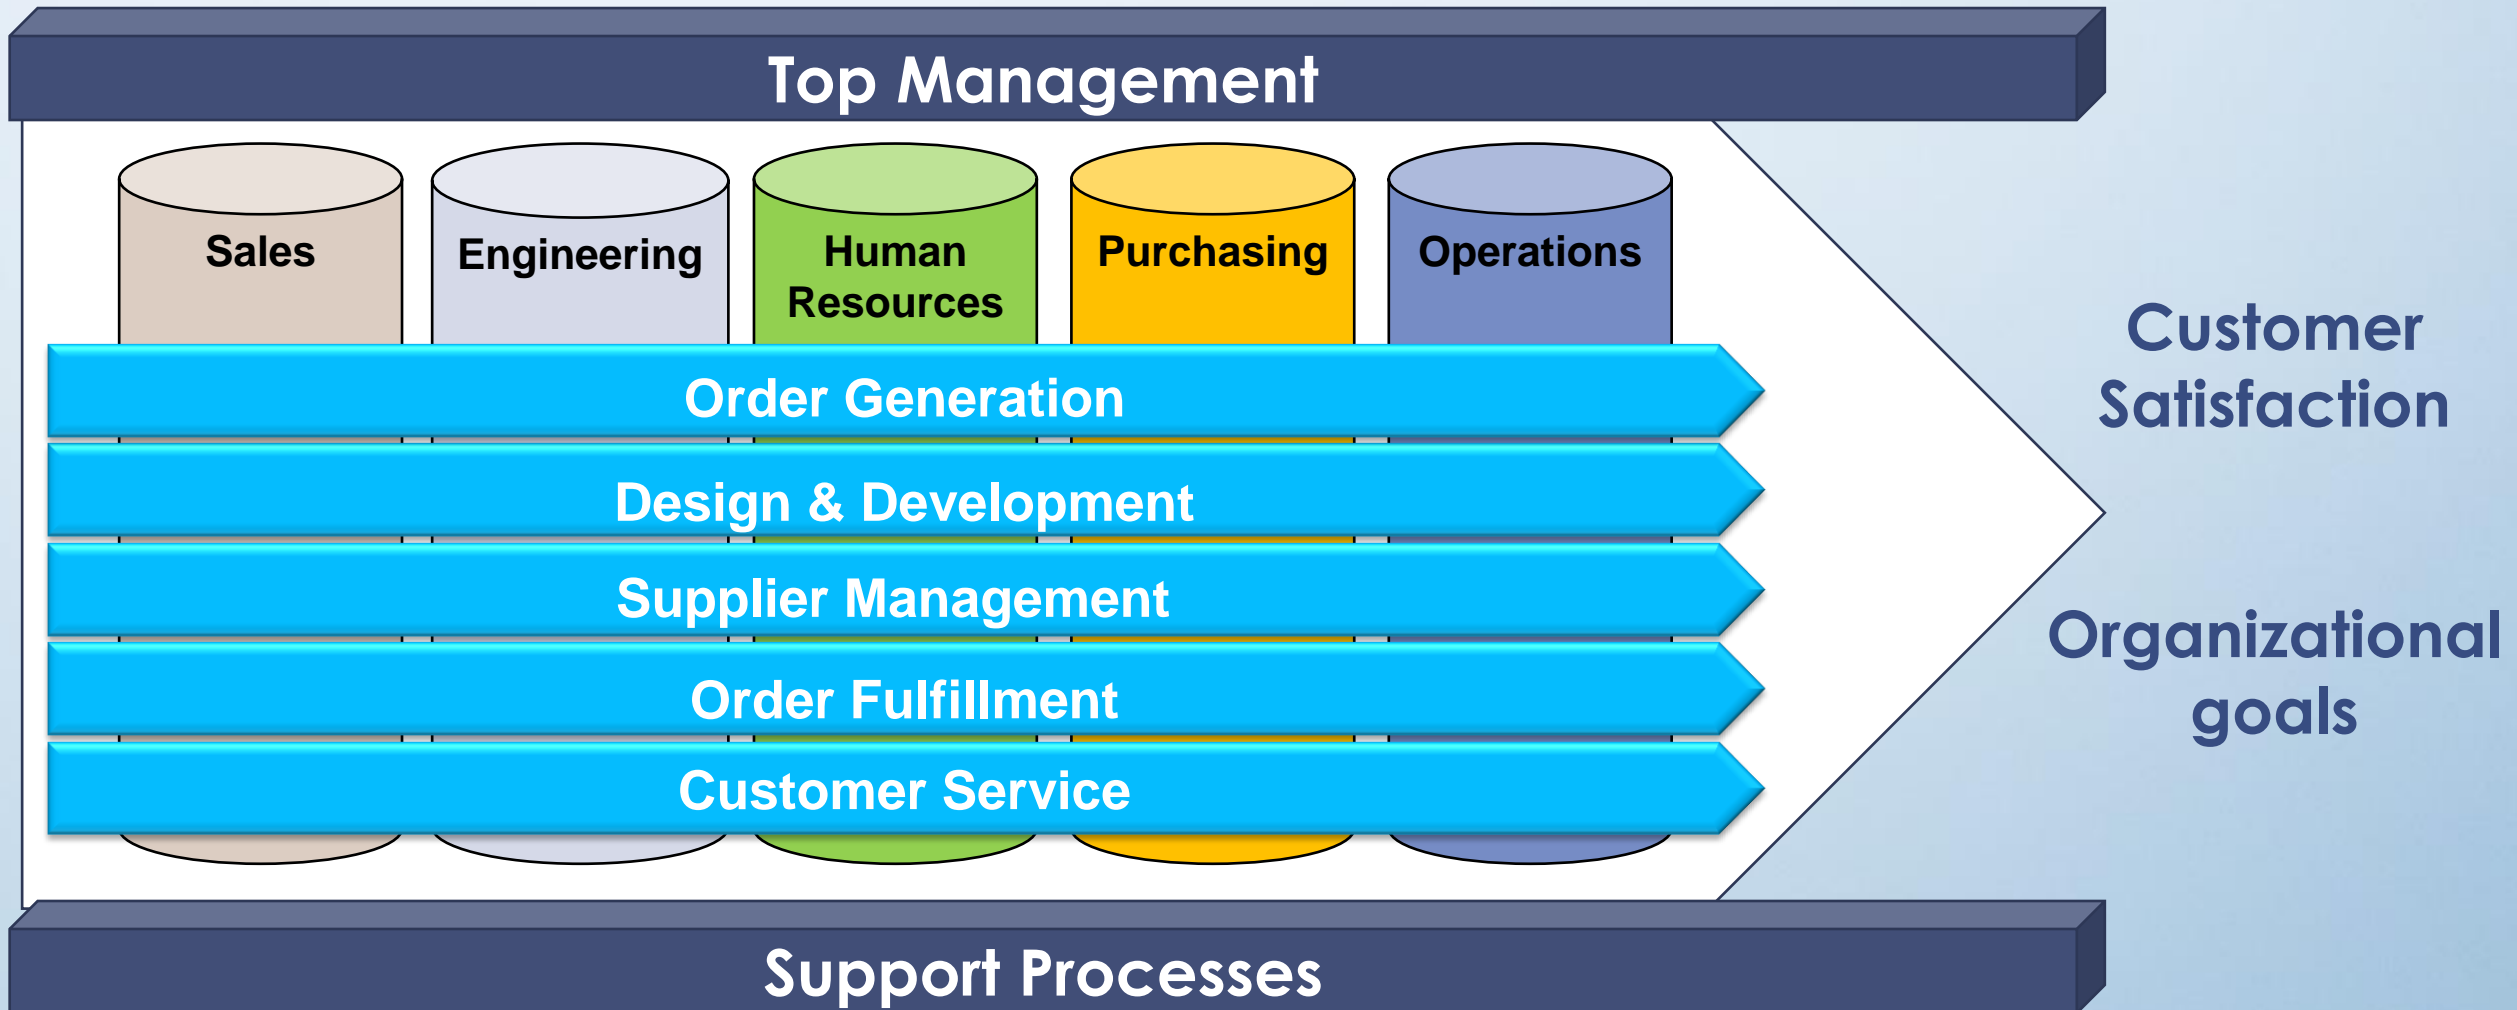 Top Management
Sales
Engineering
Human
Resources
Purchasing
Operations
Order Generation
Design & Development
Supplier Management
Order Fulfillment
Customer Service
Customer
Satisfaction
Organizational
goals
Support Processes